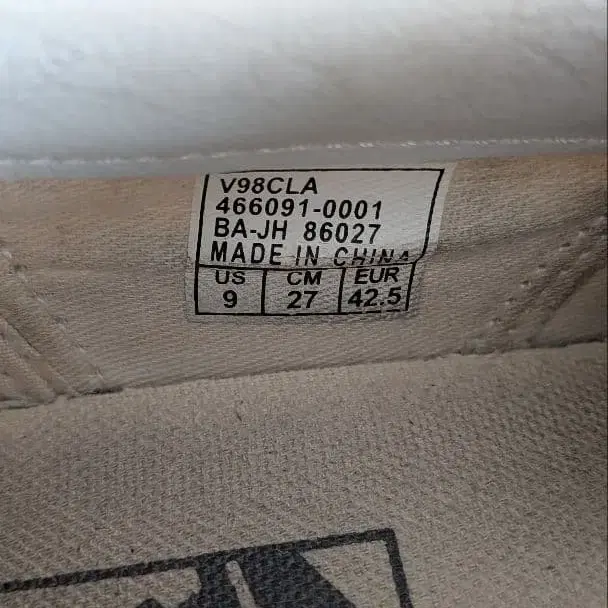 V98CLA
466091-0001
BA-JH 86027
MADE IN CHINA
US CM EUR
9 27 42.5